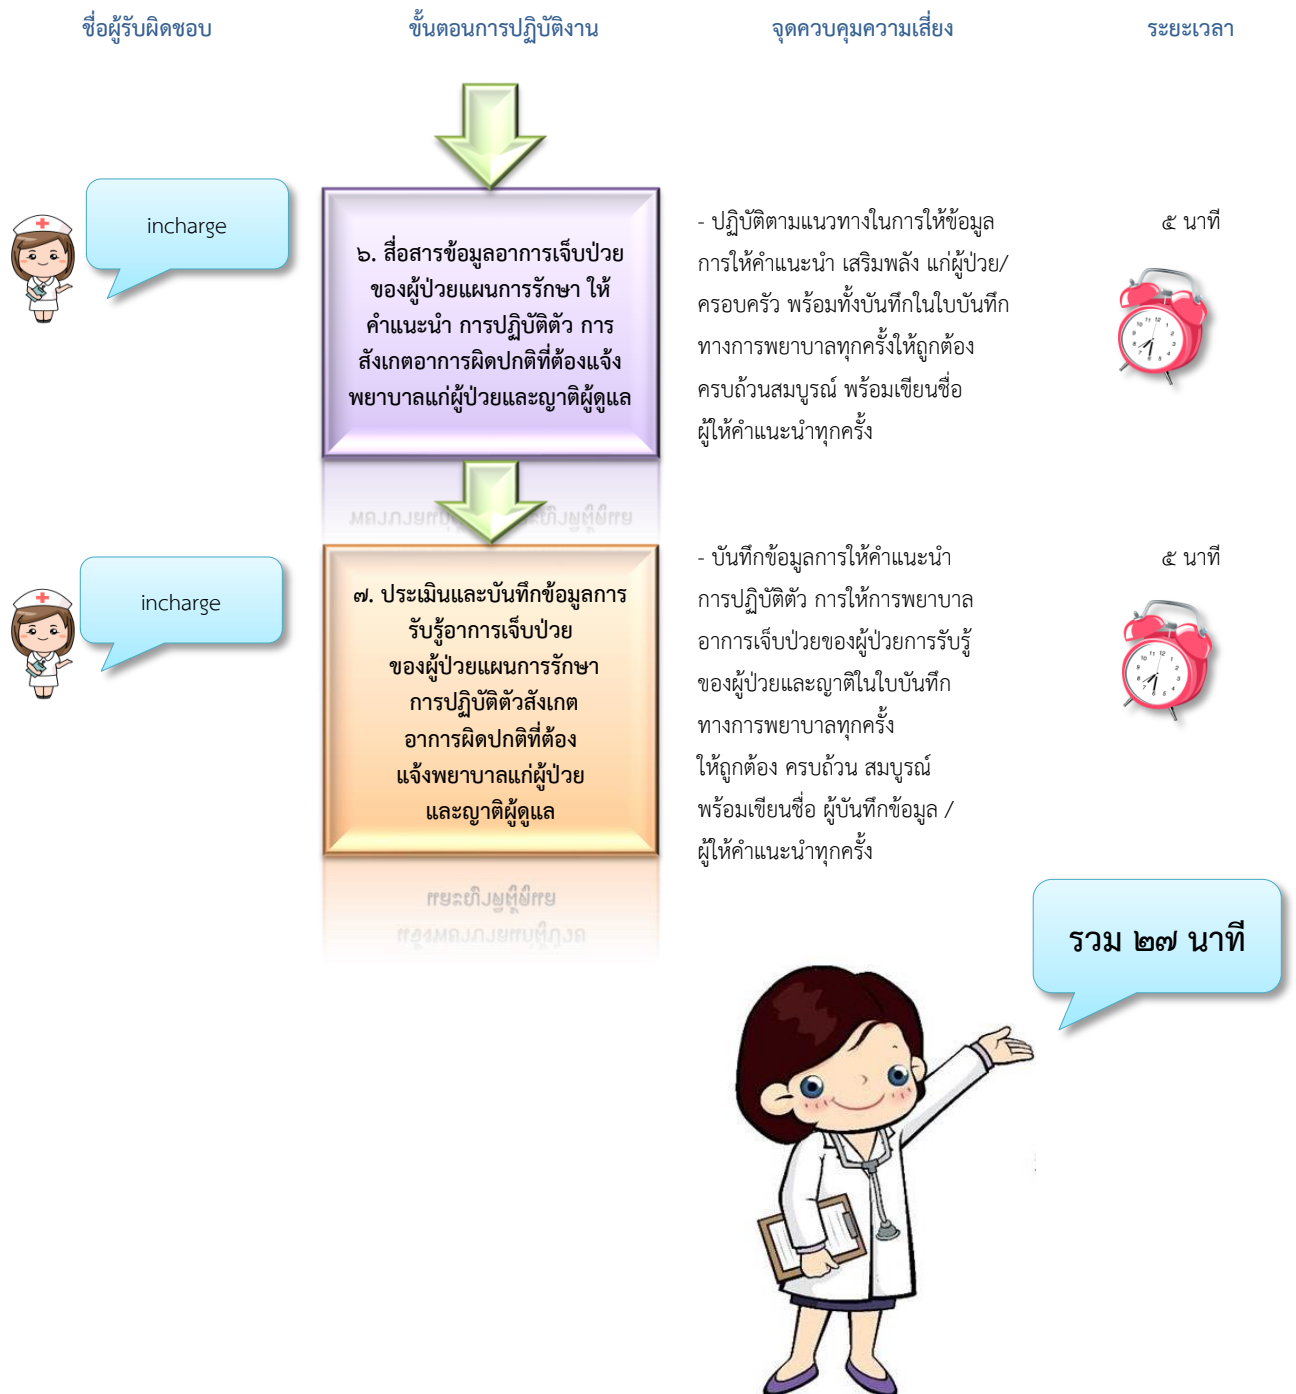 ชื่อผู้รับผิดชอบ ขั้นตอนการปฏิบัติงาน จุดควบคุมความเสี่ยง ระยะเวลา
incharge
๖. สื่อสารข้อมูลอาการเจ็บป่วย
ของผู้ป่วยแผนการรักษา ให้
คำแนะนำ การปฏิบัติตัว การ
สังเกตอาการผิดปกติที่ต้องแจ้ง
พยาบาลแก่ผู้ป่วยและญาติผู้ดูแล
- ปฏิบัติตามแนวทางในการให้ข้อมูล
การให้คำแนะนำ เสริมพลัง แก่ผู้ป่วย/
ครอบครัว พร้อมทั้งบันทึกในใบบันทึก
ทางการพยาบาลทุกครั้งให้ถูกต้อง
ครบถ้วนสมบูรณ์ พร้อมเขียนชื่อ
ผู้ให้คำแนะนำทุกครั้ง
๕ นาที
incharge
๗. ประเมินและบันทึกข้อมูลการ
รับรู้อาการเจ็บป่วย
ของผู้ป่วยแผนการรักษา
การปฏิบัติตัวสังเกต
อาการผิดปกติที่ต้อง
แจ้งพยาบาลแก่ผู้ป่วย
และญาติผู้ดูแล
- บันทึกข้อมูลการให้คำแนะนำ
การปฏิบัติตัว การให้การพยาบาล
อาการเจ็บป่วยของผู้ป่วยการรับรู้
ของผู้ป่วยและญาติในใบบันทึก
ทางการพยาบาลทุกครั้ง
ให้ถูกต้อง ครบถ้วน สมบูรณ์
พร้อมเขียนชื่อ ผู้บันทึกข้อมูล /
ผู้ให้คำแนะนำทุกครั้ง
๕ นาที
รวม ๒๗ นาที